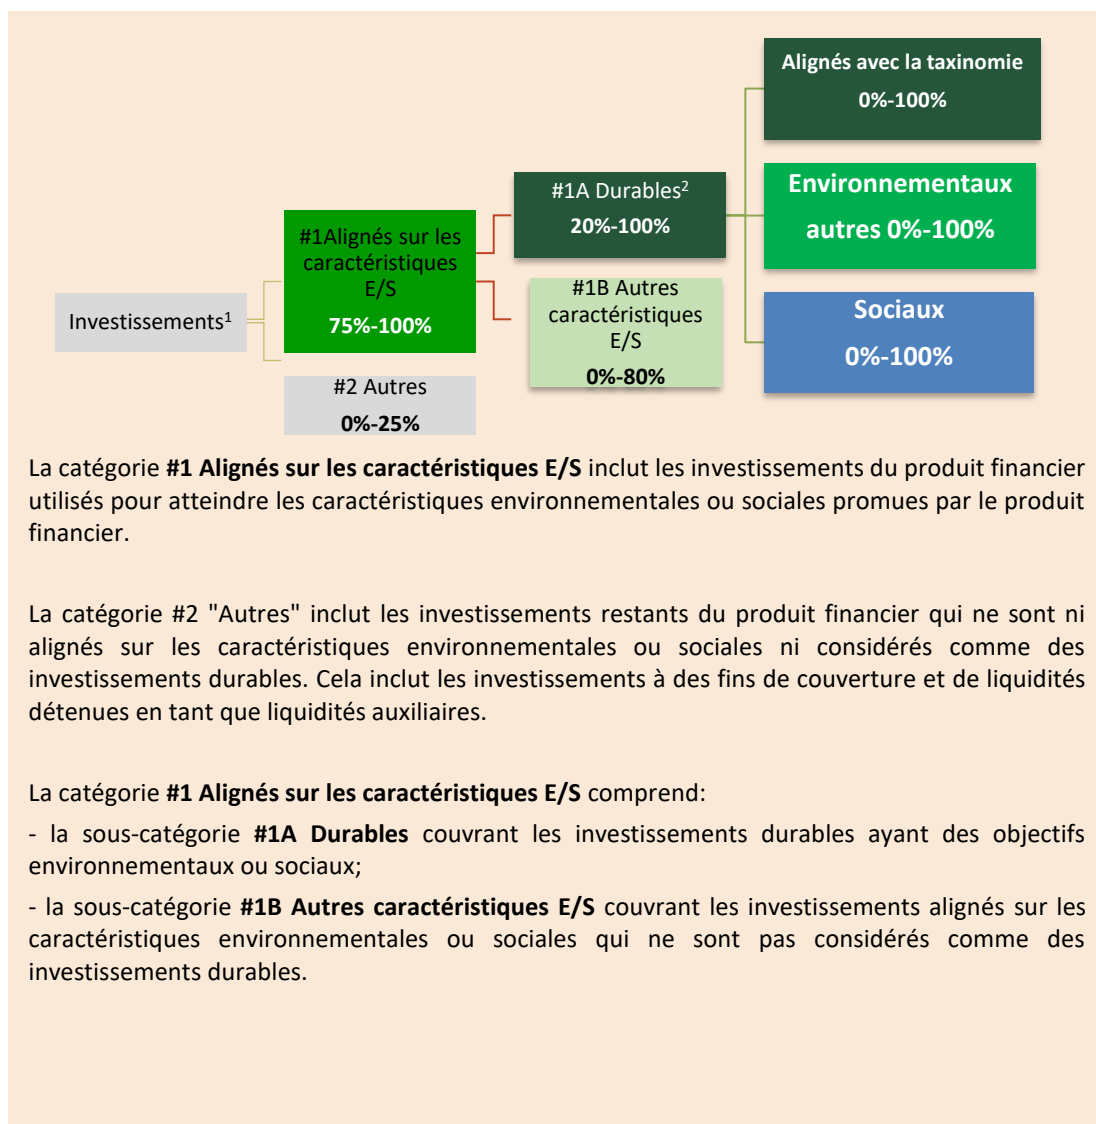 Alignés avec la taxinomie
0%-100%
#1A Durables²
20%-100%
Environnementaux
autres 0%-100%
#1Alignés sur les
caractéristiques
E/S
75%-100%
Investissements¹
#1B Autres
caractéristiques
E/S
0%-80%
Sociaux
0%-100%
#2 Autres
0%-25%
La catégorie #1 Alignés sur les caractéristiques E/S inclut les investissements du produit financier
utilisés pour atteindre les caractéristiques environnementales ou sociales promues par le produit
financier.
La catégorie #2 "Autres" inclut les investissements restants du produit financier qui ne sont ni
alignés sur les caractéristiques environnementales ou sociales ni considérés comme des
investissements durables. Cela inclut les investissements à des fins de couverture et de liquidités
détenues en tant que liquidités auxiliaires.
La catégorie #1 Alignés sur les caractéristiques E/S comprend:
- la sous-catégorie #1A Durables couvrant les investissements durables ayant des objectifs
environnementaux ou sociaux;
- la sous-catégorie #1B Autres caractéristiques E/S couvrant les investissements alignés sur les
caractéristiques environnementales ou sociales qui ne sont pas considérés comme des
investissements durables.